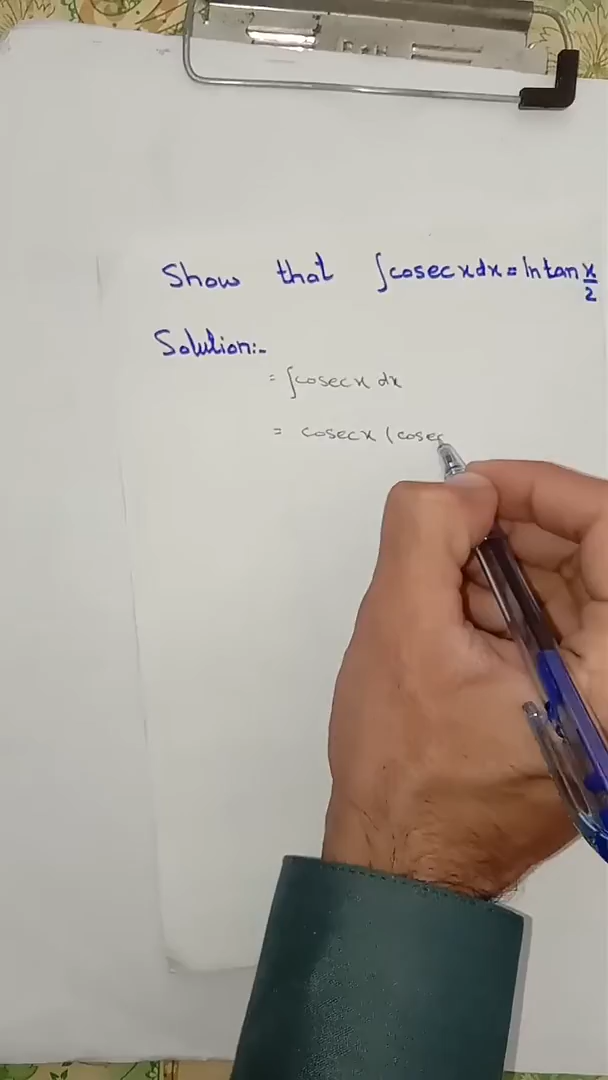 Show that ∫cosec x dx = ln tan x/2
Solution:-
= ∫cosec x dx
= cosec x (cosec